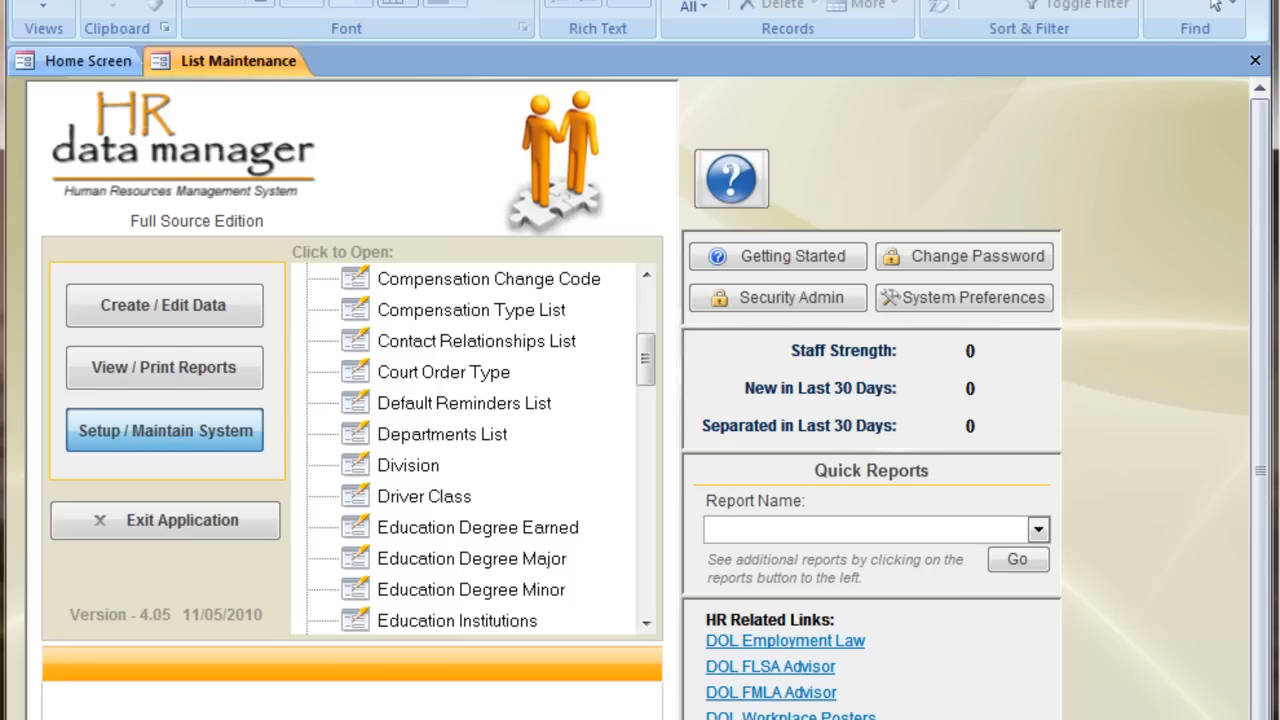 All
Delete
More
Toggle Filter
Views
Clipboard
Font
Rich Text
Records
Sort & Filter
Find
Home Screen
List Maintenance
HR
data manager
Human Resources Management System
Full Source Edition
Click to Open:
Create / Edit Data
View / Print Reports
Setup / Maintain System
Exit Application
Version - 4.05 11/05/2010
Compensation Change Code
Compensation Type List
Contact Relationships List
Court Order Type
Default Reminders List
Departments List
Division
Driver Class
Education Degree Earned
Education Degree Major
Education Degree Minor
Education Institutions
?
Getting Started
Change Password
Security Admin
System Preferences
Staff Strength: 0
New in Last 30 Days: 0
Separated in Last 30 Days: 0
Quick Reports
Report Name:
See additional reports by clicking on the
reports button to the left.
Go
HR Related Links:
DOL Employment Law
DOL FLSA Advisor
DOL FMLA Advisor
DOL Workplace Posters